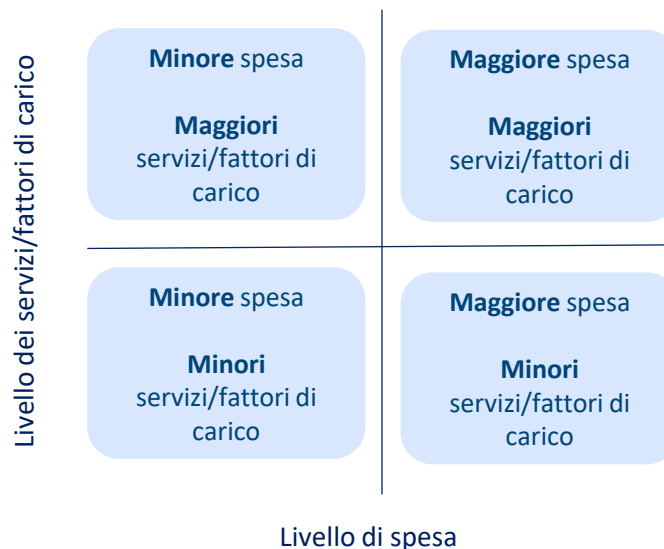 Livello dei servizi/fattori di carico
Minore spesa
Maggiori
servizi/fattori di
carico
Maggiore spesa
Maggiori
servizi/fattori di
carico
Minore spesa
Minori
servizi/fattori di
carico
Maggiore spesa
Minori
servizi/fattori di
carico
Livello di spesa